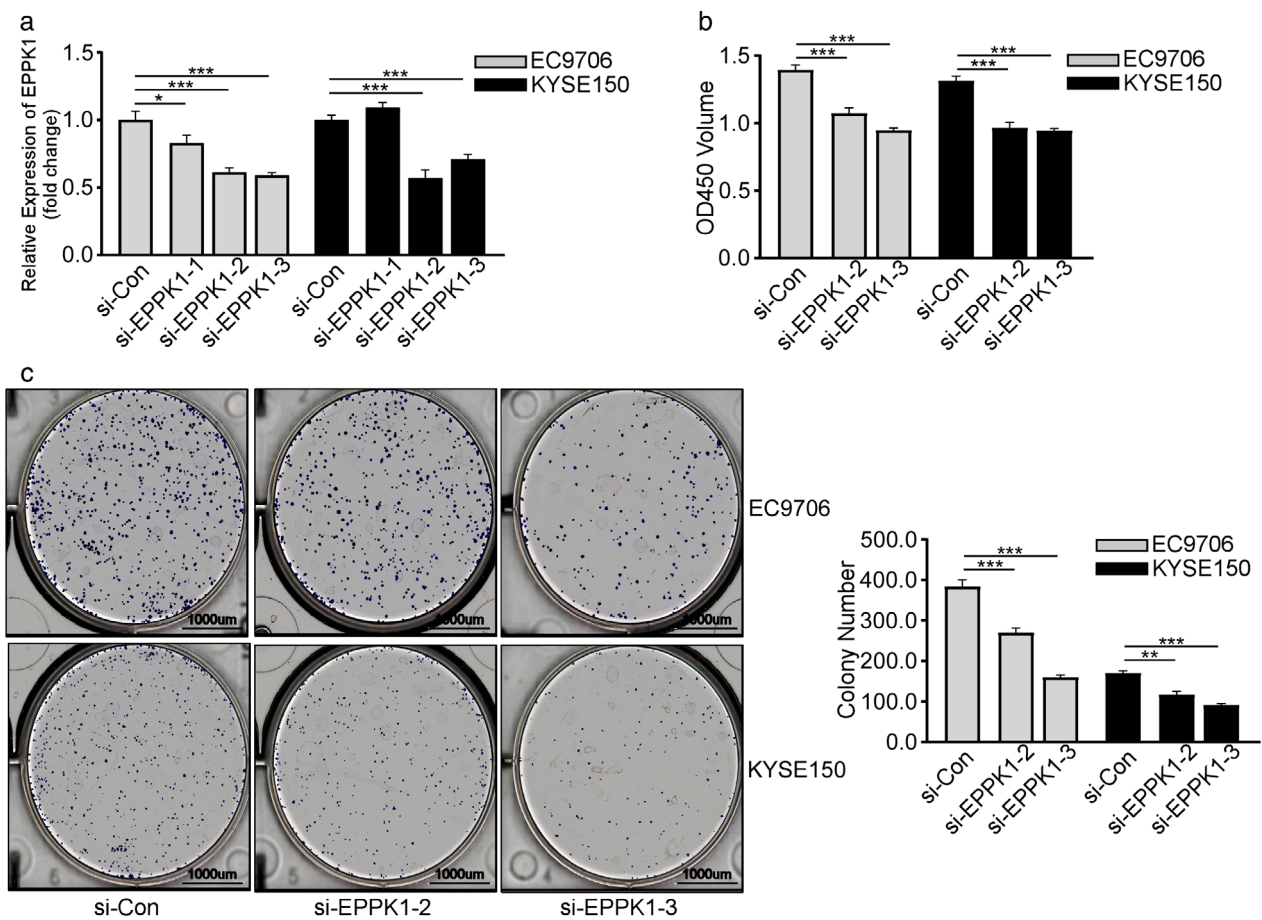 a
Relative Expression of EPPK1
(fold change)
1.5
1.0
0.5
0.0
***
***
*
***
***
EC9706
KYSE150
si-Con
si-EPPK1-1
si-EPPK1-2
si-EPPK1-3
si-Con
si-EPPK1-1
si-EPPK1-2
si-EPPK1-3
b
OD450 Volume
1.5
1.0
0.5
0.0
***
***
***
***
EC9706
KYSE150
si-Con
si-EPPK1-2
si-EPPK1-3
si-Con
si-EPPK1-2
si-EPPK1-3
c
1000um
1000um
EC9706
1000um
1000um
1000um
KYSE150
si-Con
si-EPPK1-2
si-EPPK1-3
Colony Number
500.0
400.0
300.0
200.0
100.0
0.0
***
***
***
**
EC9706
KYSE150
si-Con
si-EPPK1-2
si-EPPK1-3
si-Con
si-EPPK1-2
si-EPPK1-3